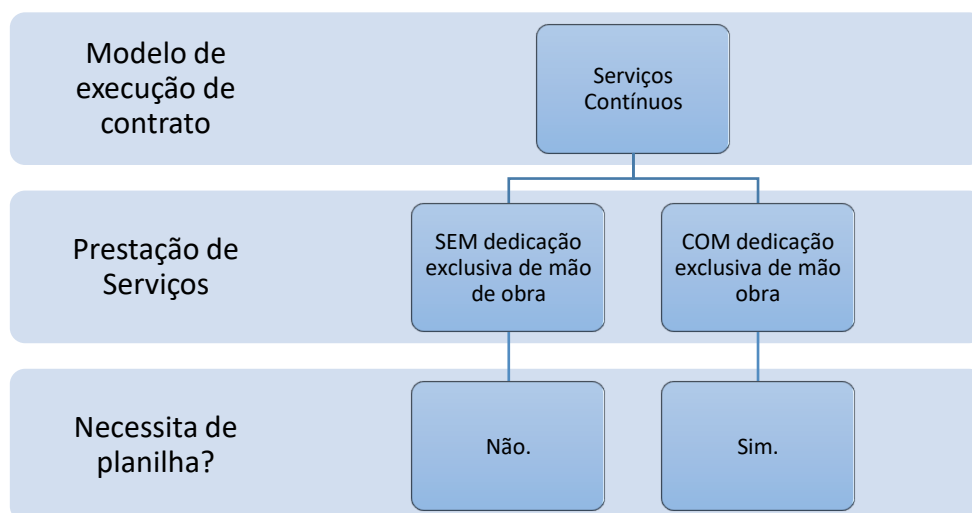 Modelo de
execução de
contrato
Serviços
Contínuos
Prestação de
Serviços
SEM dedicação
exclusiva de mão
de obra
COM dedicação
exclusiva de mão
obra
Necessita de
planilha?
Não.
Sim.